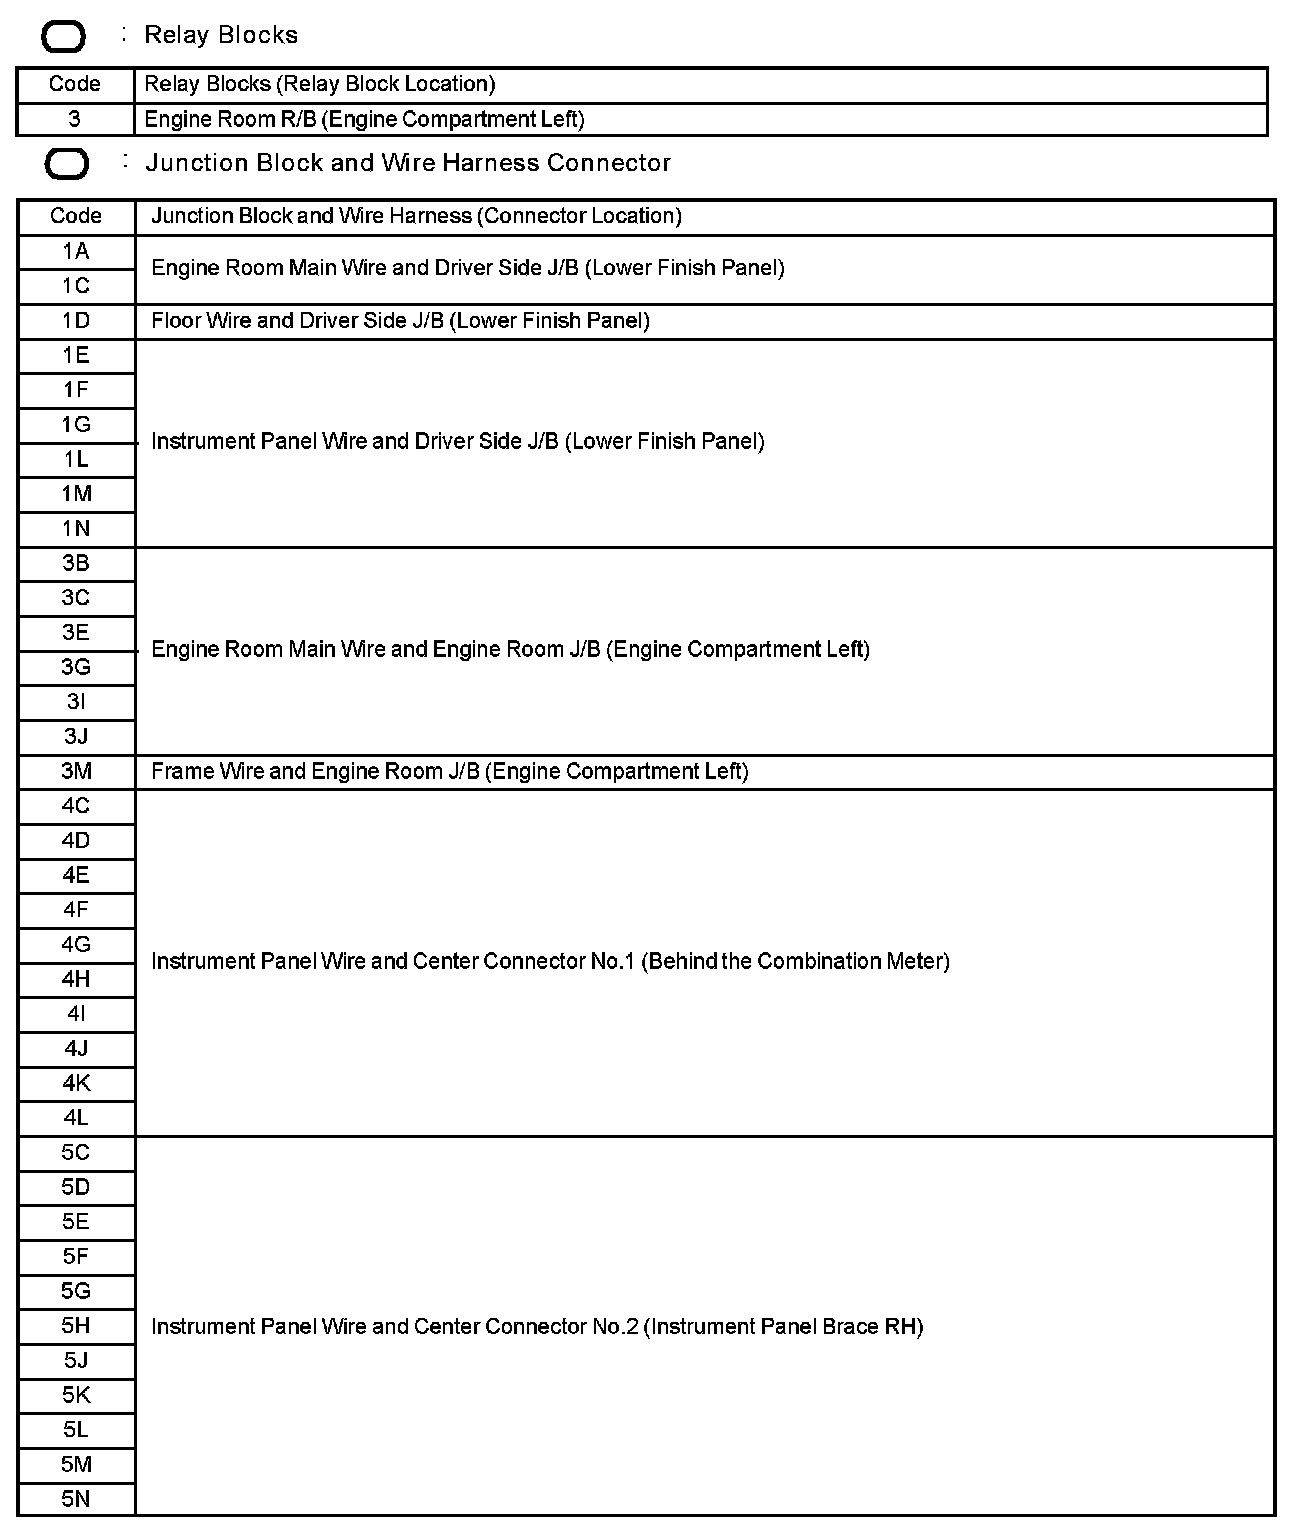 : Relay Blocks
Code Relay Blocks (Relay Block Location)
3 Engine Room R/B (Engine Compartment Left)
: Junction Block and Wire Harness Connector
Code Junction Block and Wire Harness (Connector Location)
1A
Engine Room Main Wire and Driver Side J/B (Lower Finish Panel)
1C
1D Floor Wire and Driver Side J/B (Lower Finish Panel)
1E
1F
1G
Instrument Panel Wire and Driver Side J/B (Lower Finish Panel)
1L
1M
1N
3B
3C
3E
Engine Room Main Wire and Engine Room J/B (Engine Compartment Left)
3G
3I
3J
3M Frame Wire and Engine Room J/B (Engine Compartment Left)
4C
4D
4E
4F
4G
Instrument Panel Wire and Center Connector No.1 (Behind the Combination Meter)
4H
4I
4J
4K
4L
5C
5D
5E
5F
5G
5H Instrument Panel Wire and Center Connector No.2 (Instrument Panel Brace RH)
5J
5K
5L
5M
5N